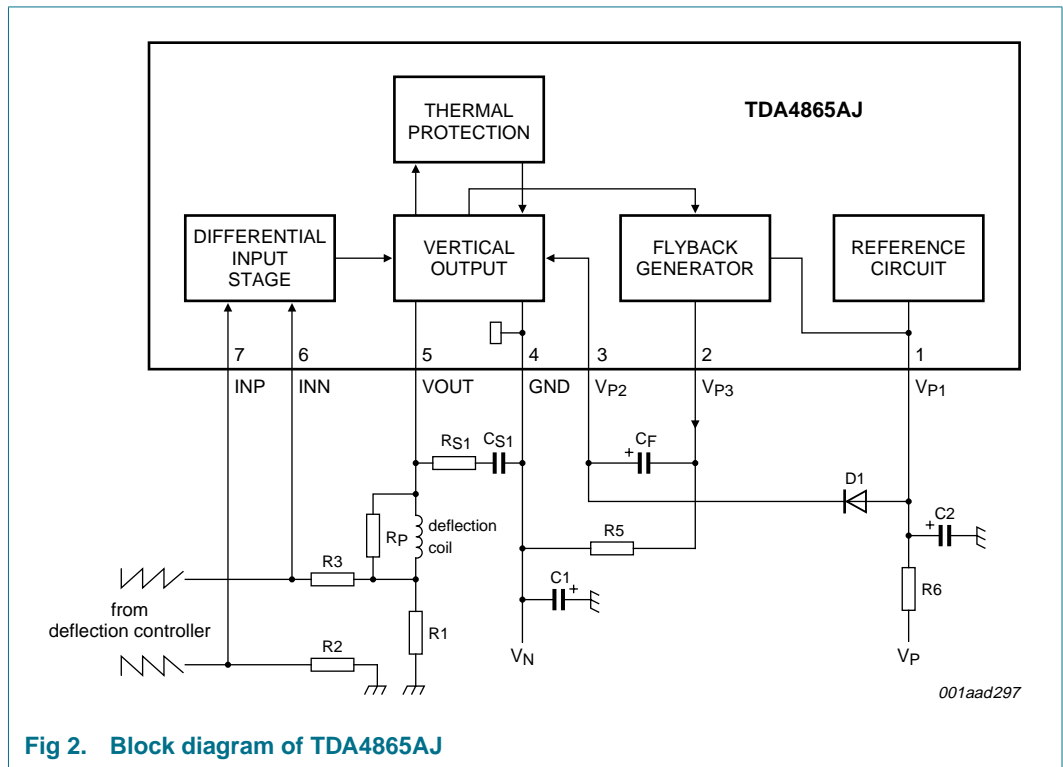 THERMAL
PROTECTION
TDA4865AJ
DIFFERENTIAL
INPUT
STAGE
VERTICAL
OUTPUT
FLYBACK
GENERATOR
REFERENCE
CIRCUIT
7 6 5 4 3 2 1
INP INN VOUT GND VP2 VP3 VP1
RS1 CS1
+ CF
D1
+ C2
RP
deflection
coil
R5
R3
C1 +
R6
from
deflection controller
R1
R2
VN
VP
001aad297
Fig 2. Block diagram of TDA4865AJ